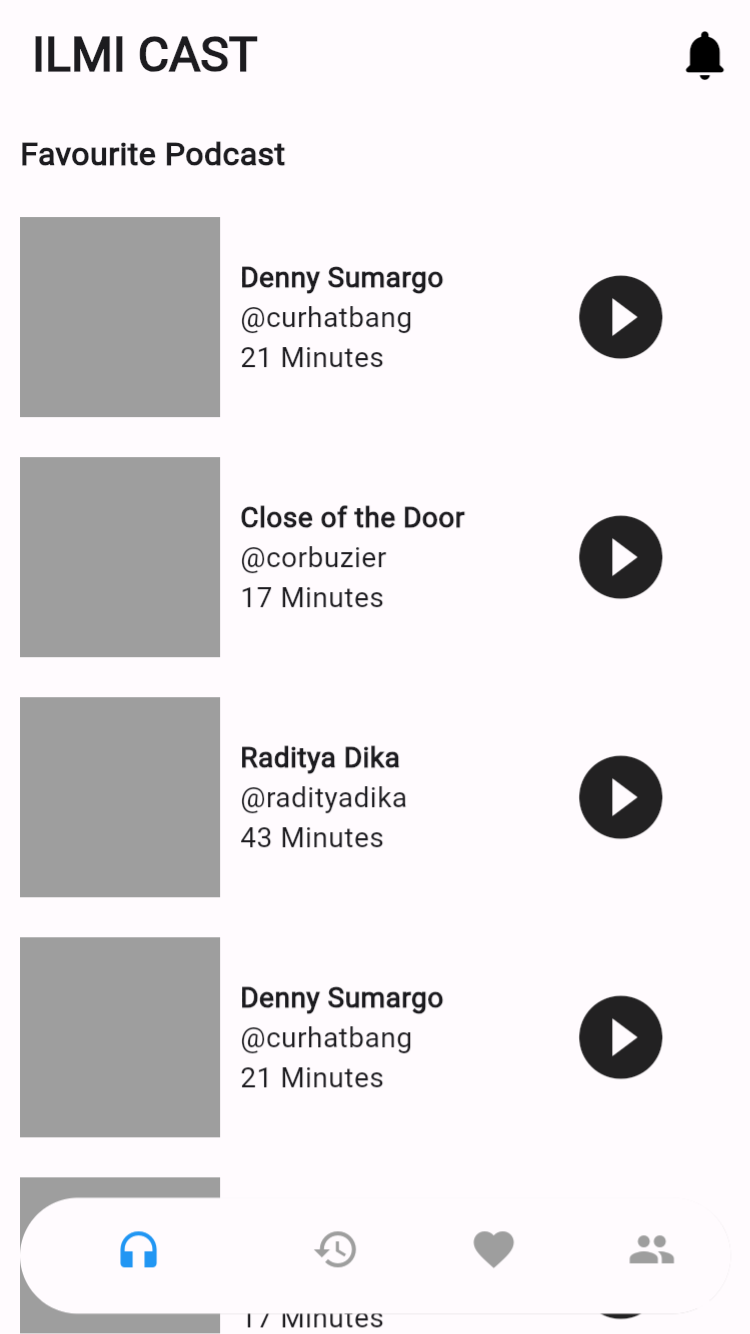 ILMI CAST
Favourite Podcast
Denny Sumargo
@curhatbang
21 Minutes
Close of the Door
@corbuzier
17 Minutes
Raditya Dika
@radityadika
43 Minutes
Denny Sumargo
@curhatbang
21 Minutes
17 Minutes